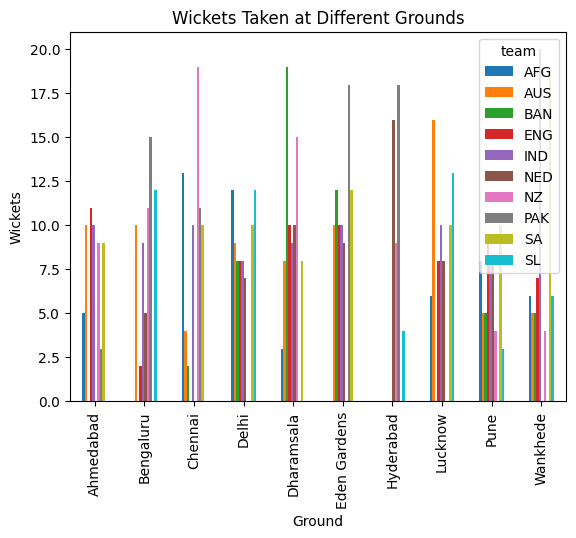 Wickets Taken at Different Grounds
Wickets
20.0
17.5
15.0
12.5
10.0
7.5
5.0
2.5
0.0
team
AFG
AUS
BAN
ENG
IND
NED
NZ
PAK
SA
SL
Ahmedabad
Bengaluru
Chennai
Delhi
Dharamsala
Eden Gardens
Hyderabad
Lucknow
Pune
Wankhede
Ground